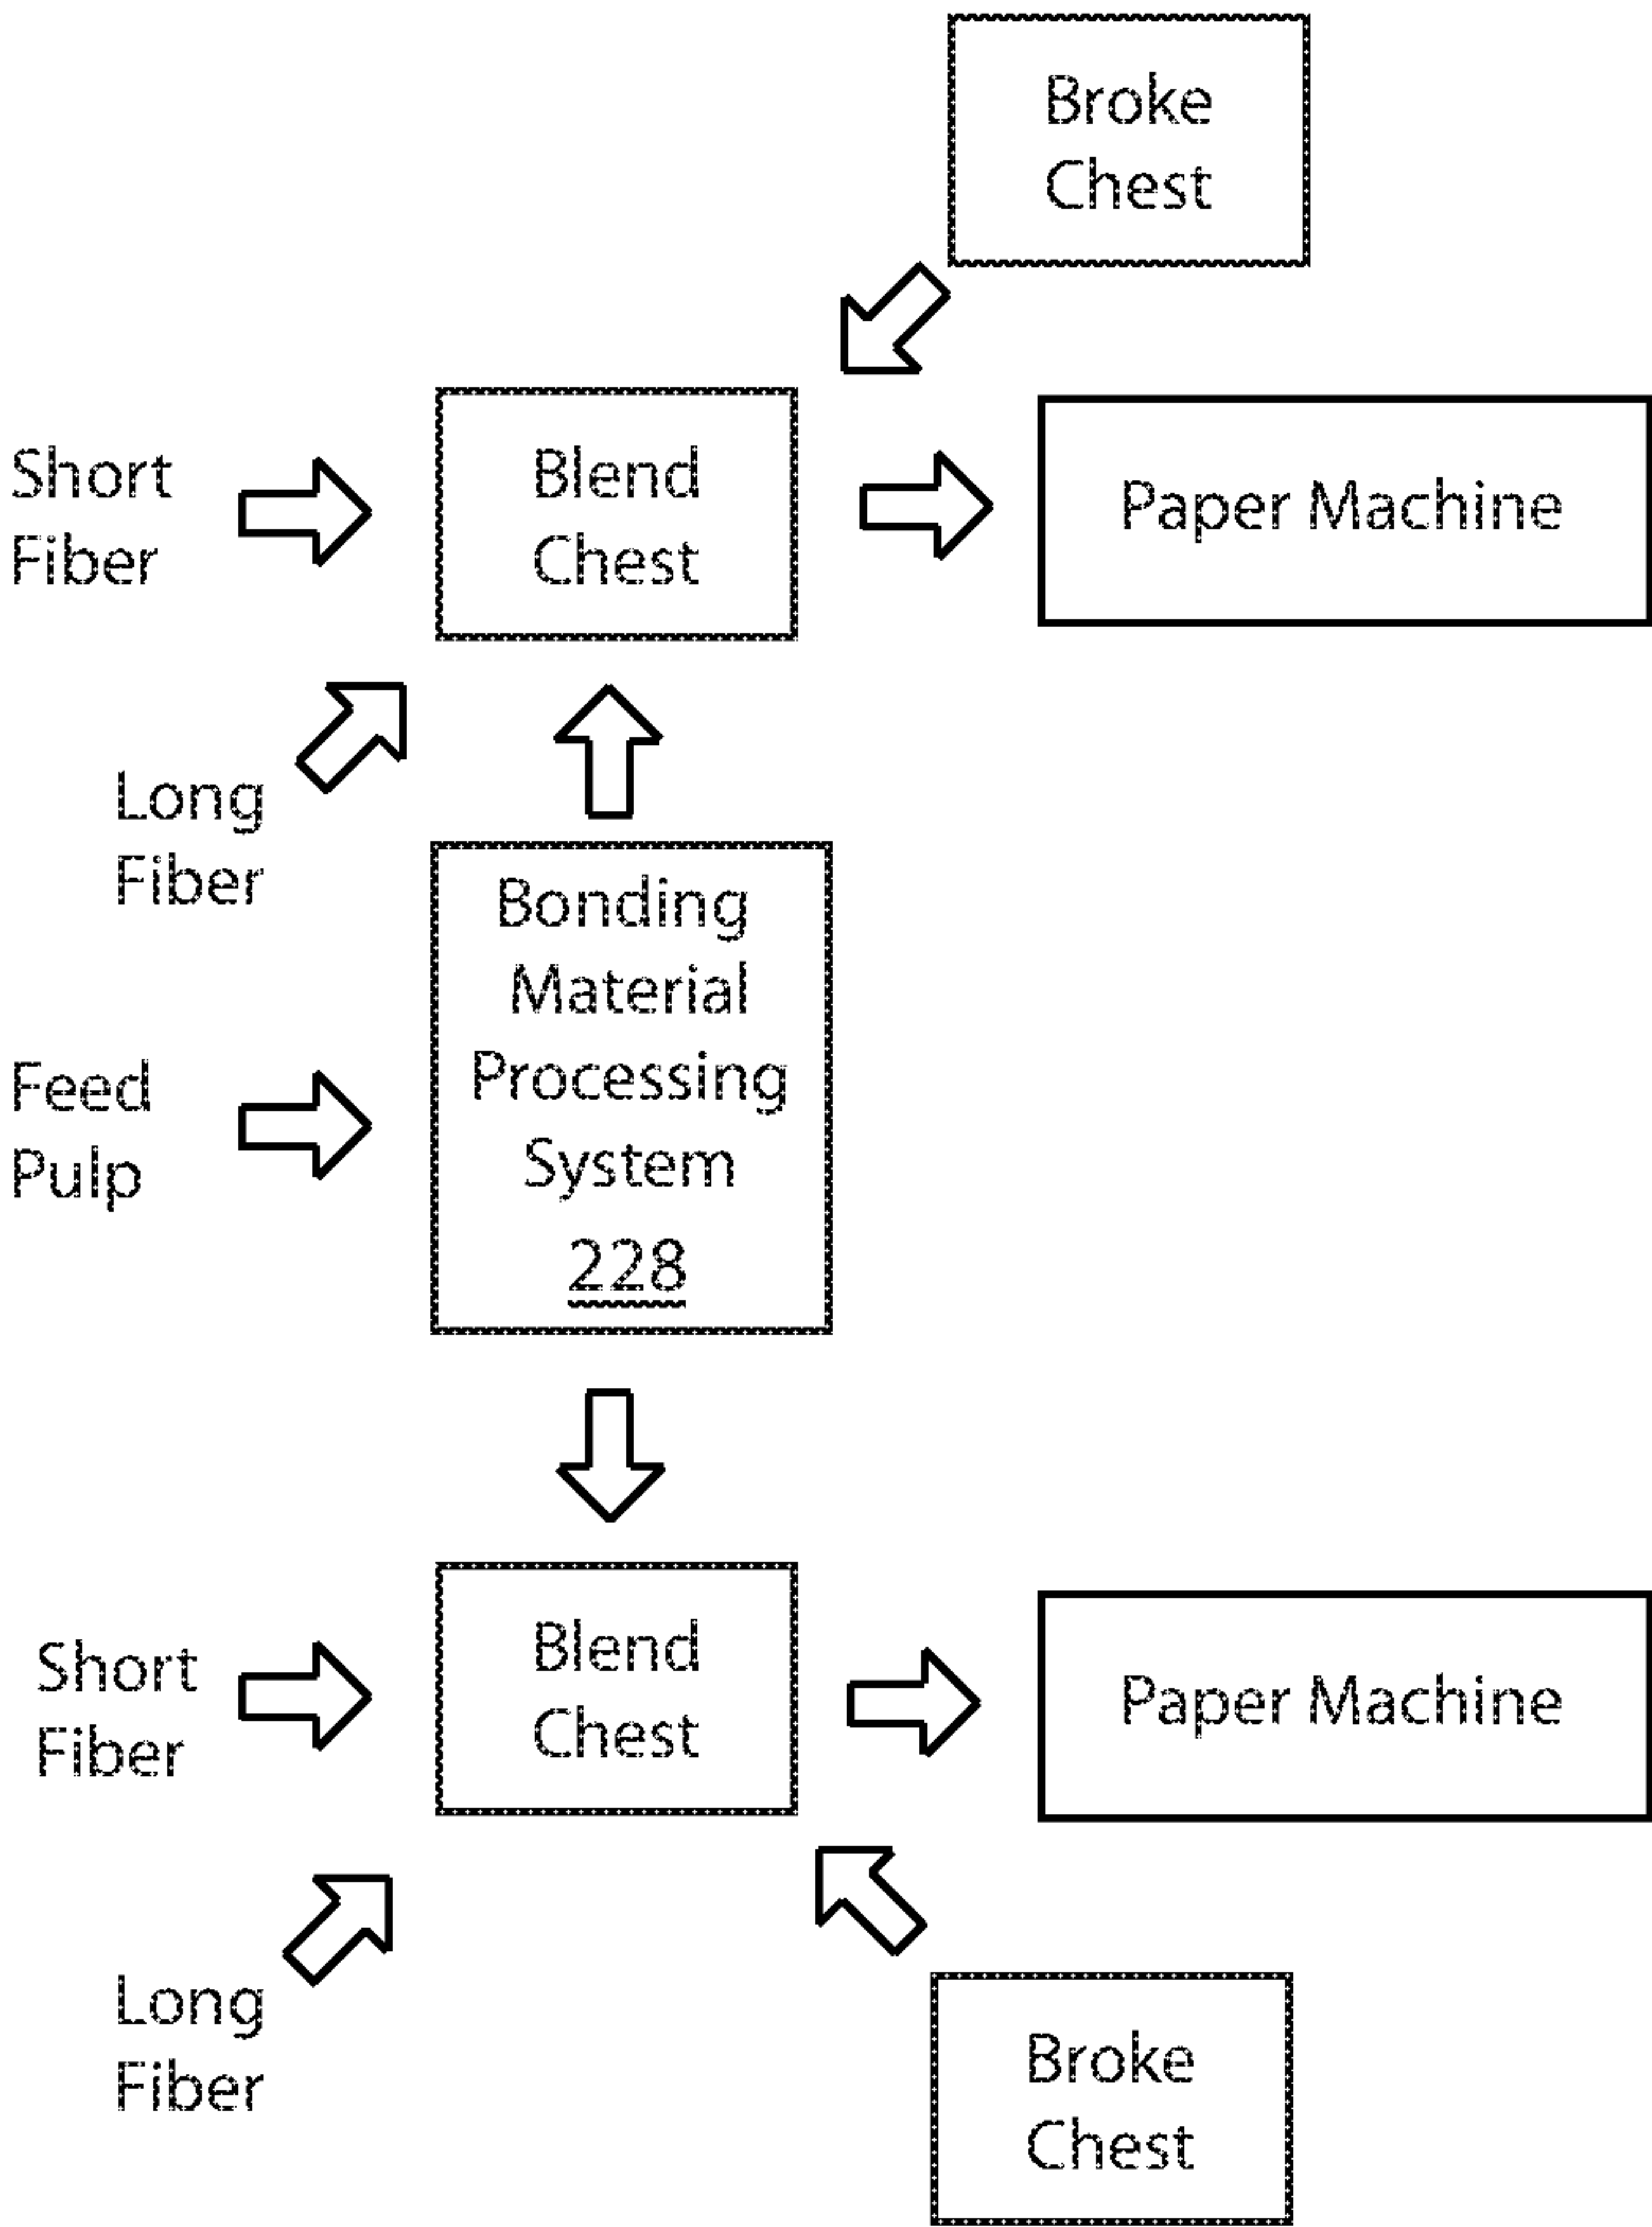 Broke
Chest
Short
Fiber
Blend
Chest
Paper Machine
Long
Fiber
Bonding
Material
Processing
System
228
Feed
Pulp
Short
Fiber
Blend
Chest
Paper Machine
Long
Fiber
Broke
Chest